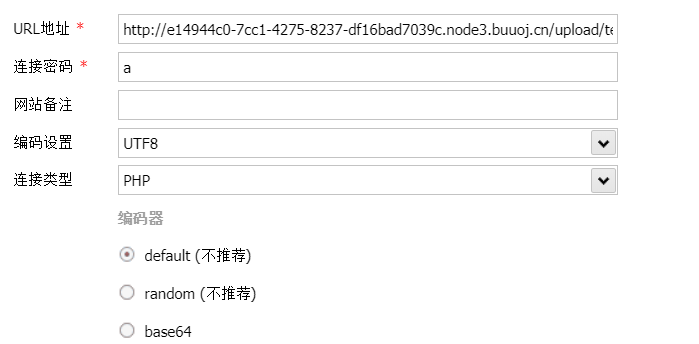 URL地址 * http://e14944c0-7cc1-4275-8237-df16bad7039c.node3.buuoj.cn/upload/te
连接密码 * a
网站备注
编码设置 UTF8
连接类型 PHP
编码器
default (不推荐)
random (不推荐)
base64